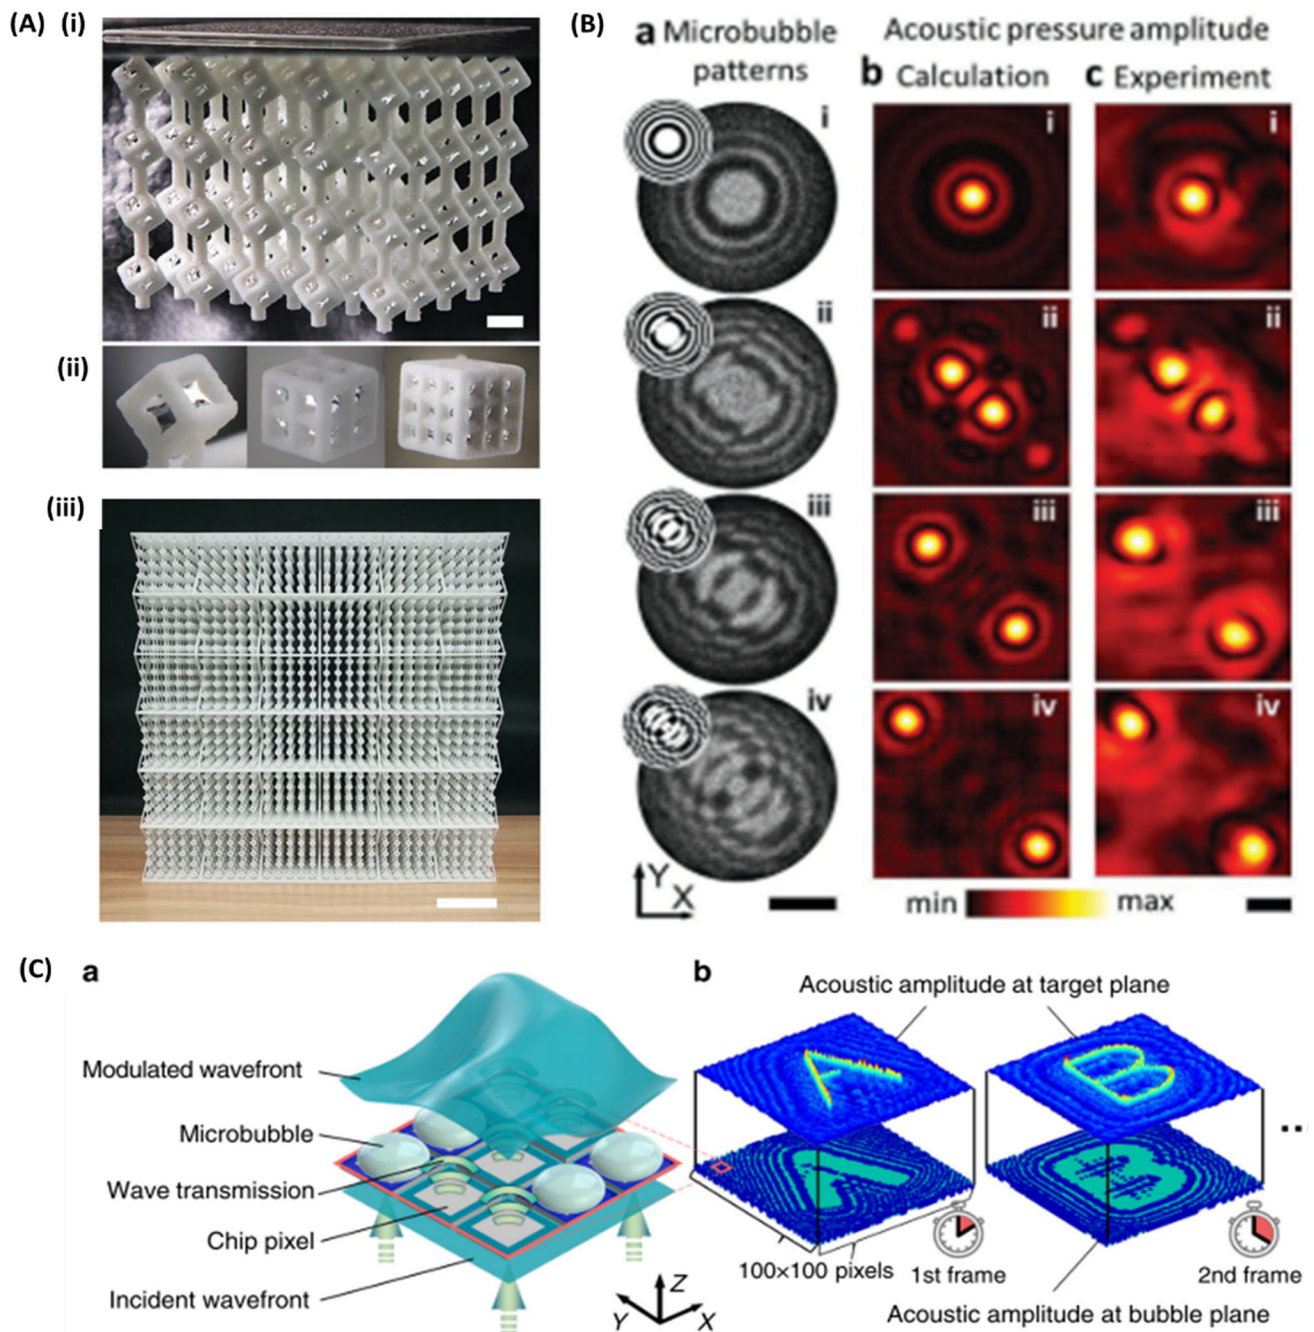 (A) (i)
(ii)
(iii)
(B)
a Microbubble
patterns
Acoustic pressure amplitude
b Calculation
c Experiment
i
i
i
ii
ii
ii
iii
iii
iii
iv
iv
iv
Y
X
min
max
(C)
a
Modulated wavefront
Microbubble
Wave transmission
Chip pixel
Incident wavefront
Z
Y
X
b
Acoustic amplitude at target plane
A
B
...
100×100 pixels
1st frame
2nd frame
Acoustic amplitude at bubble plane